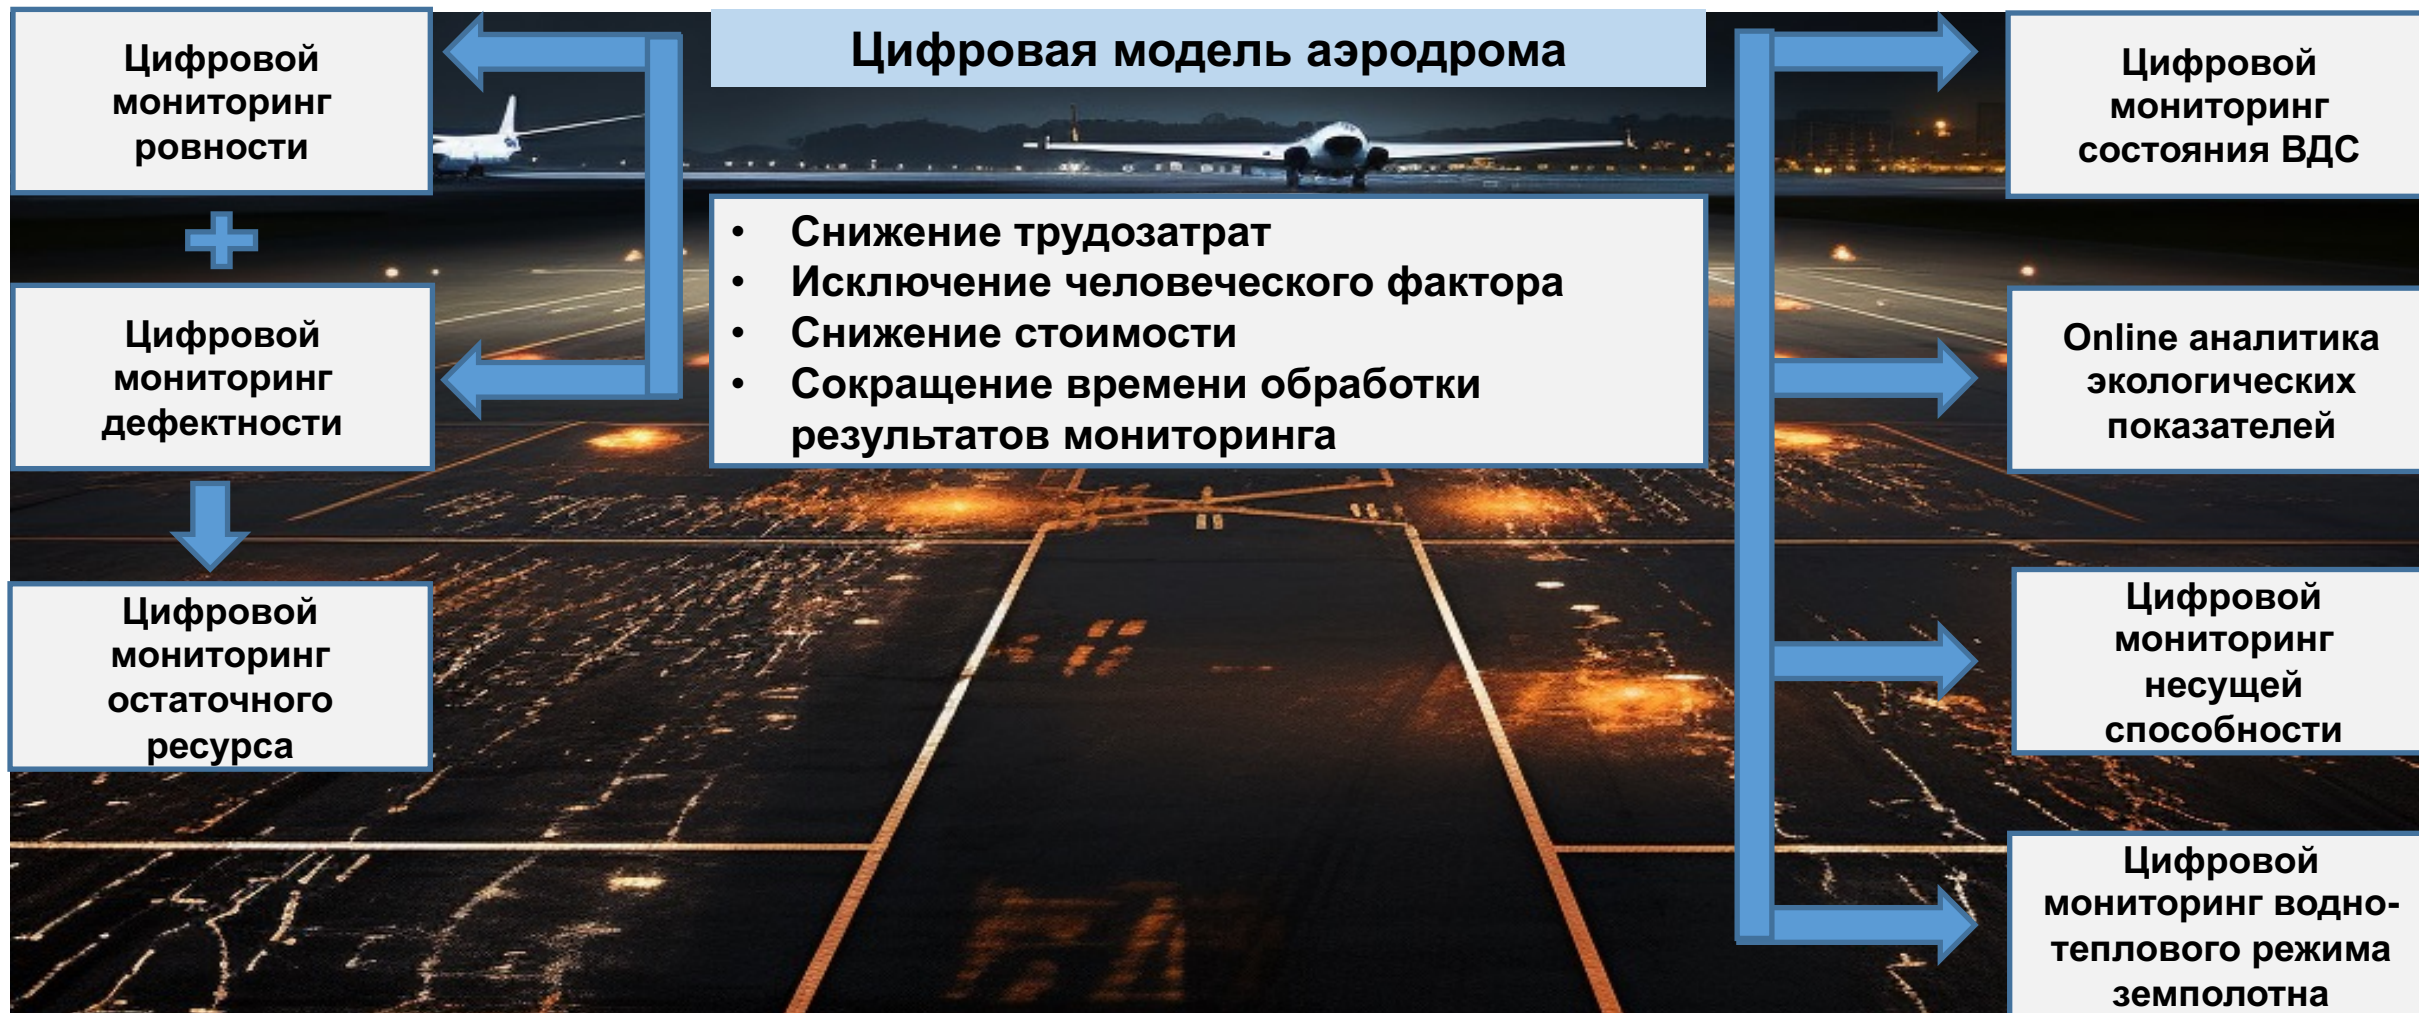 Цифровая модель аэродрома
Цифровой
мониторинг
ровности
Цифровой
мониторинг
дефектности
Цифровой
мониторинг
остаточного
ресурса
• Снижение трудозатрат
• Исключение человеческого фактора
• Снижение стоимости
• Сокращение времени обработки
результатов мониторинга
Цифровой
мониторинг
состояния ВДС
Online аналитика
экологических
показателей
Цифровой
мониторинг
несущей
способности
Цифровой
мониторинг водно-
теплового режима
земполотна